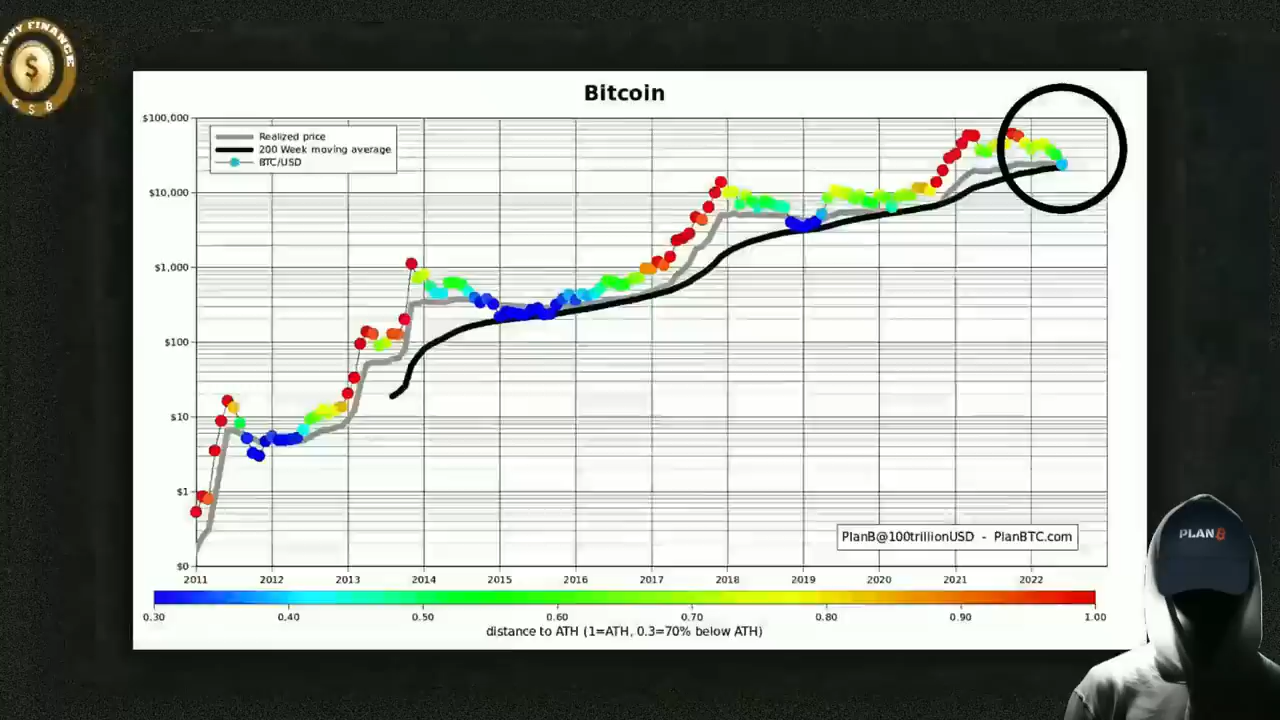 SAVVY FINANCE
$
€ $ B
Bitcoin
Realized price
200 Week moving average
BTC/USD
$100,000
$10,000
$1,000
$100
$10
$1
$0
2011 2012 2013 2014 2015 2016 2017 2018 2019 2020 2021 2022
PlanB@100trillionUSD - PlanBTC.com
0.30 0.40 0.50 0.60 0.70 0.80 0.90 1.00
distance to ATH (1=ATH, 0.3=70% below ATH)
PLAN₿